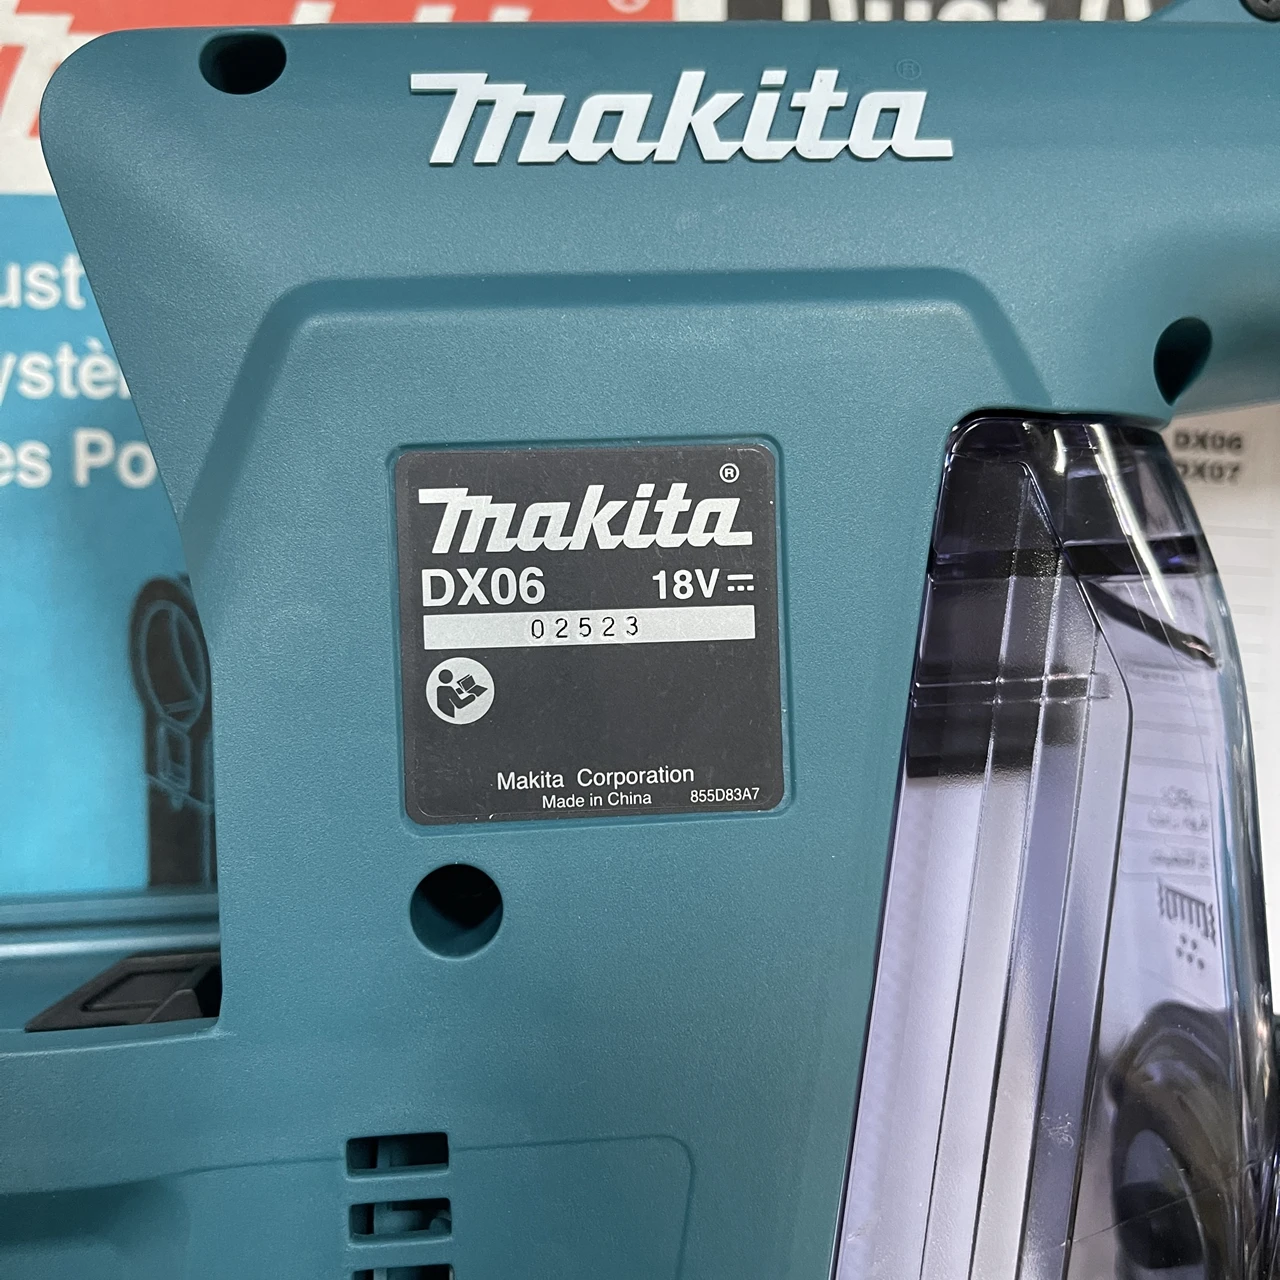 makita®
makita®
DX06 18V
02523
Makita Corporation
Made in China 855D83A7
DX06
DX07
ust
ystè
es Po